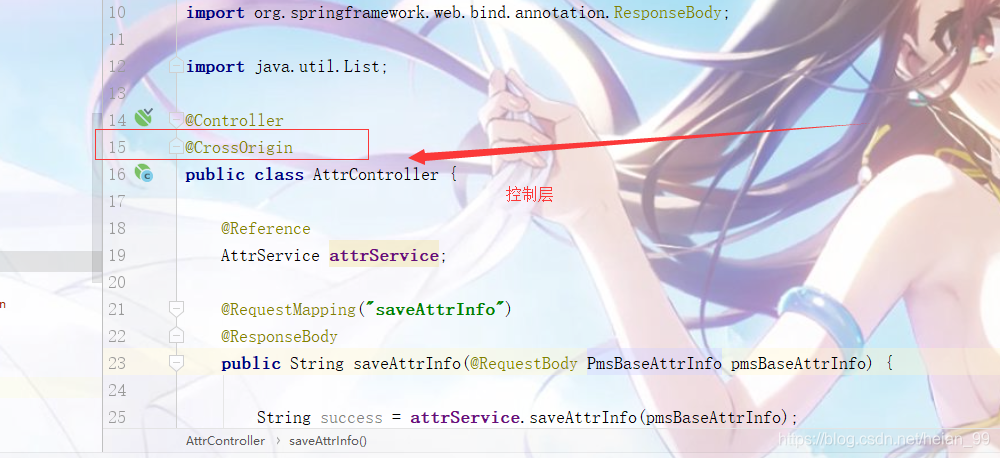 10 import org.springframework.web.bind.annotation.ResponseBody;
11
12 import java.util.List;
13
14 @Controller
15 @CrossOrigin
16 public class AttrController {
控制层
17
18 @Reference
19 AttrService attrService;
20
21 @RequestMapping("saveAttrInfo")
n
22 @ResponseBody
23 public String saveAttrInfo(@RequestBody PmsBaseAttrInfo pmsBaseAttrInfo) {
24
25 String success = attrService.saveAttrInfo(pmsBaseAttrInfo);
AttrController › saveAttrInfo()
https://blog.csdn.net/heian_99